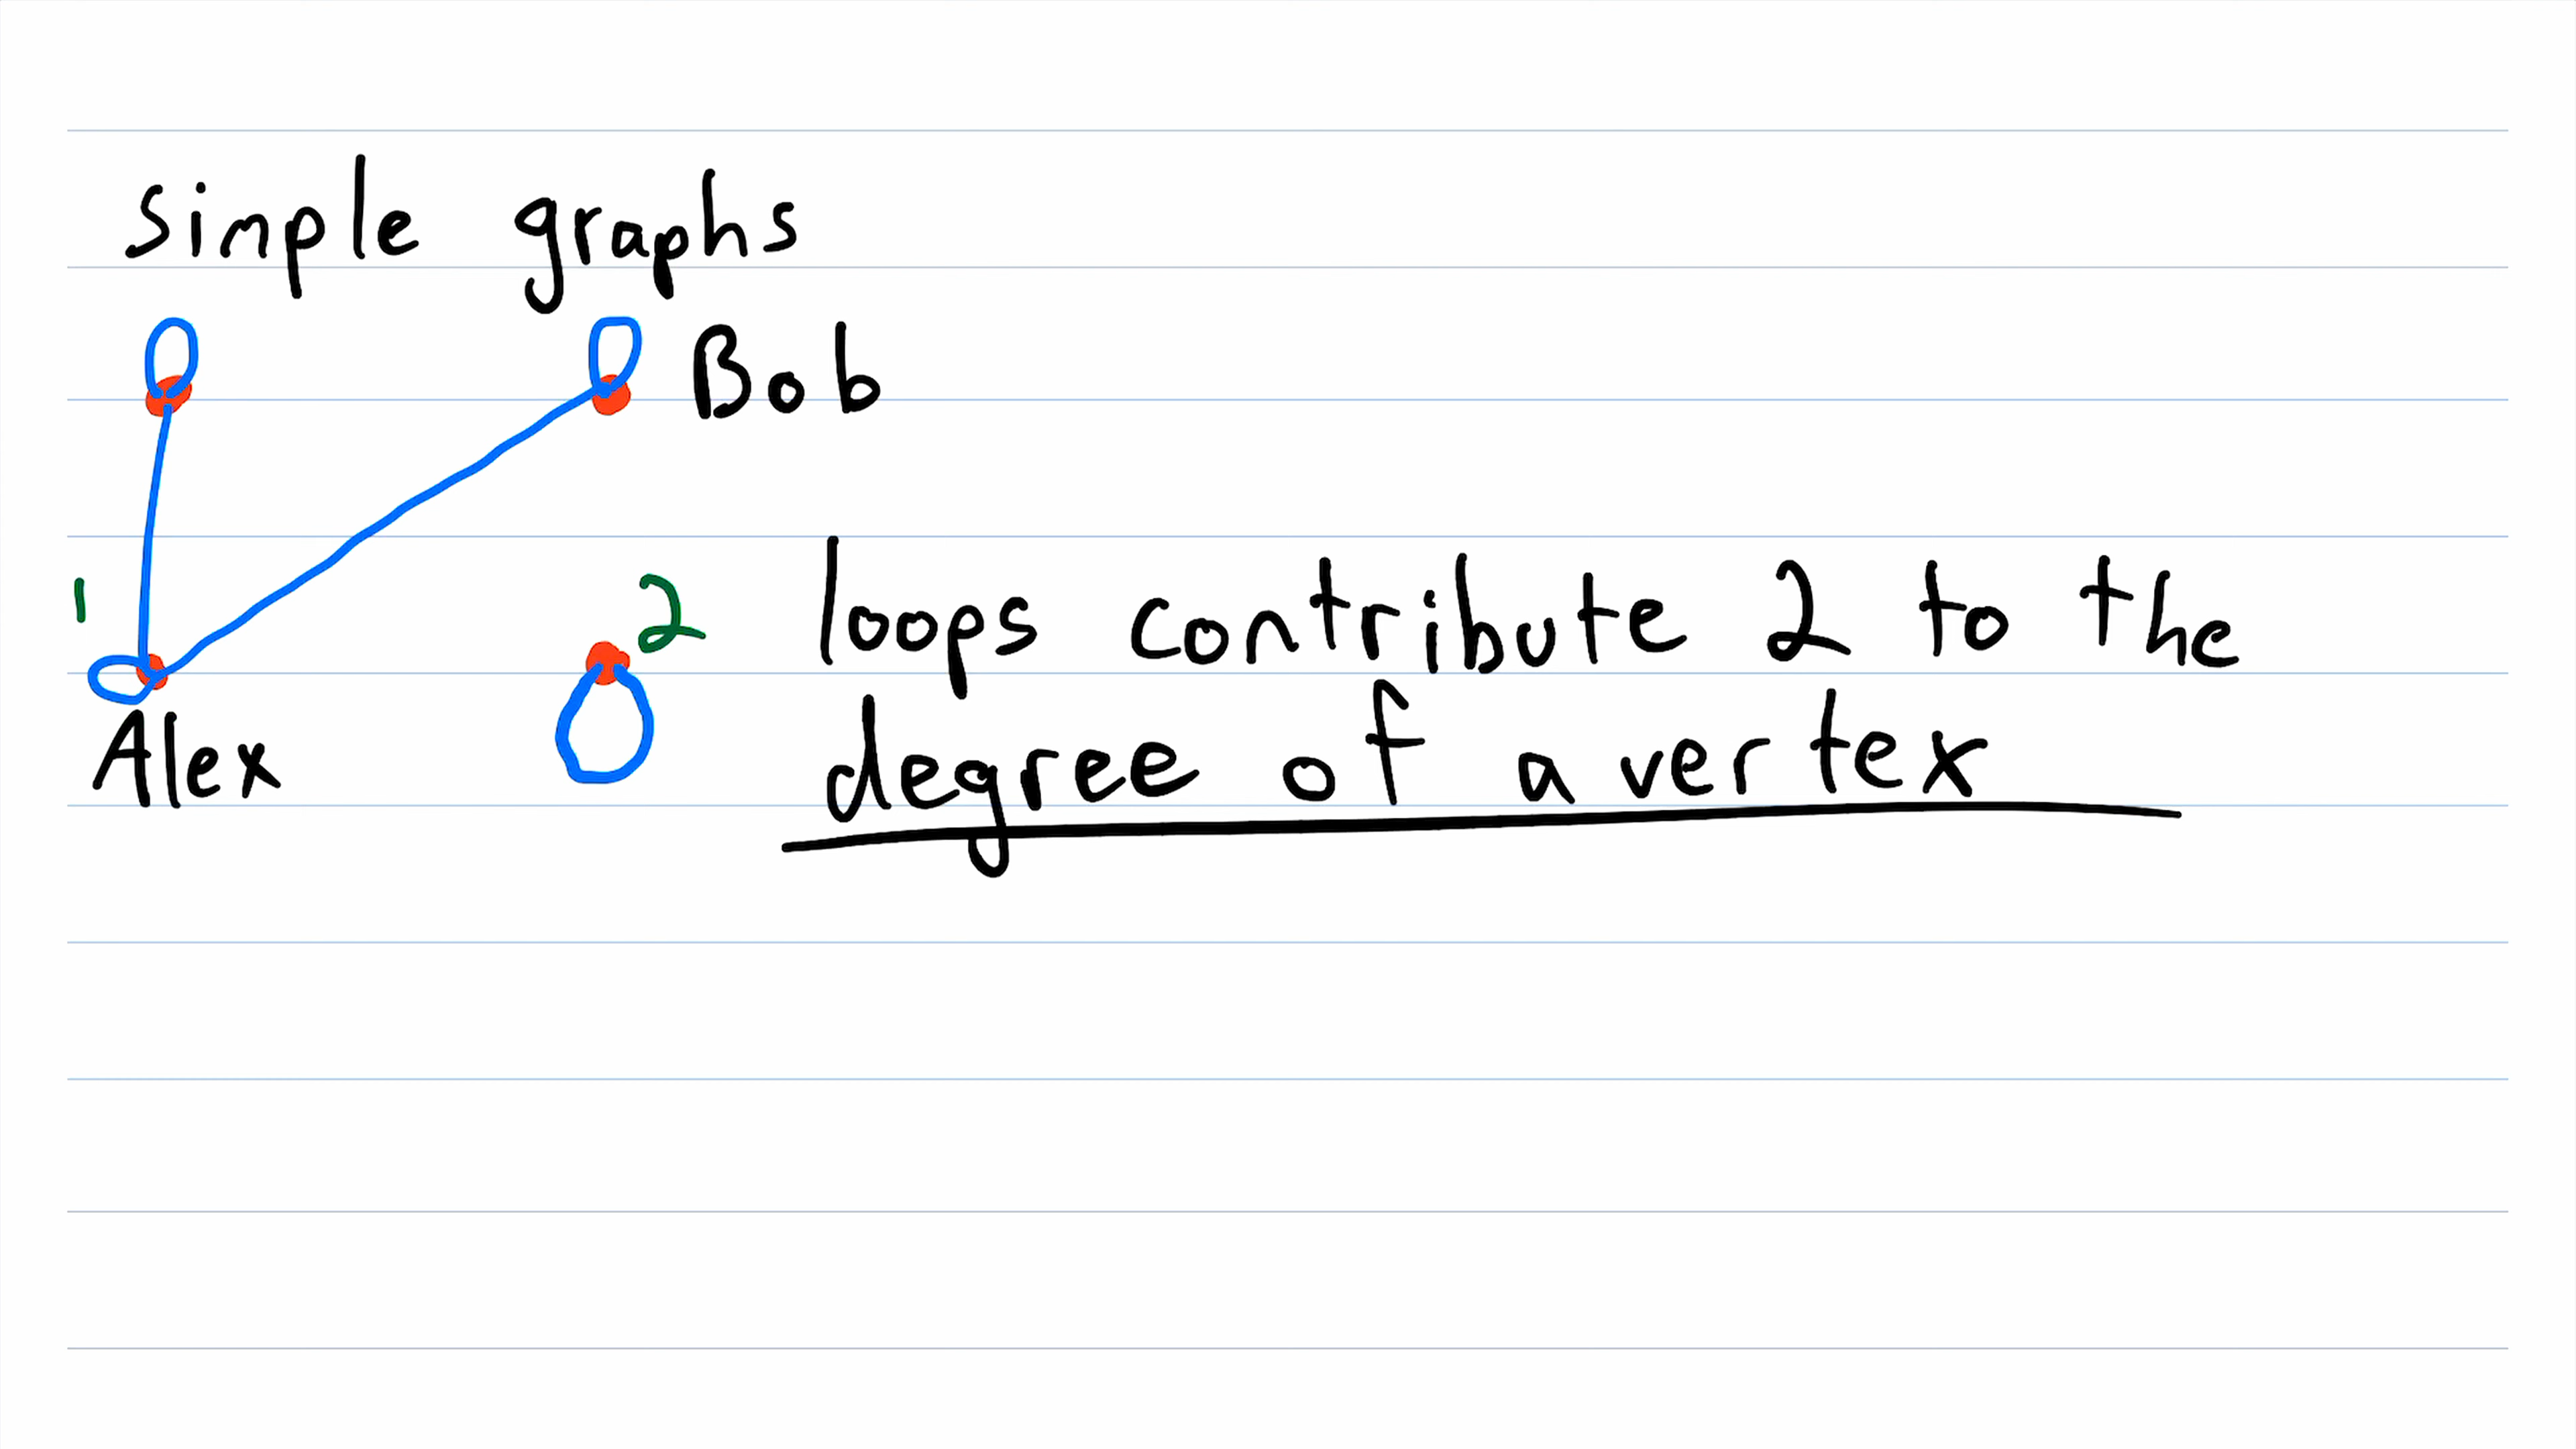 simple graphs
Bob
1
2
loops contribute 2 to the
degree of a vertex
Alex